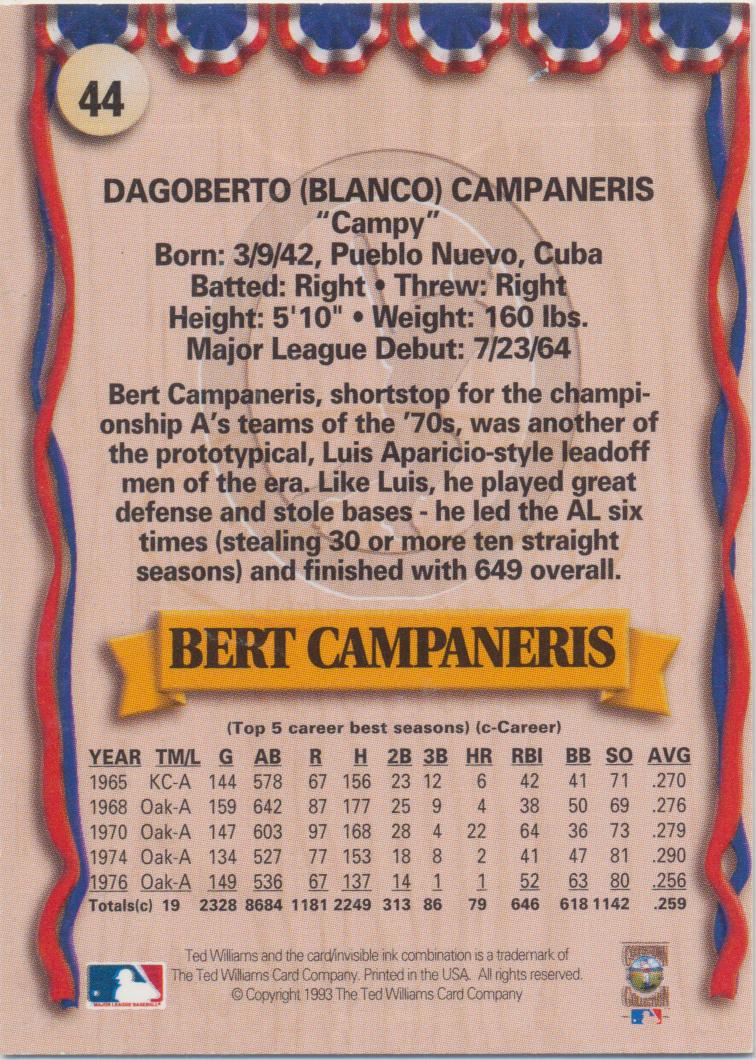 44
DAGOBERTO (BLANCO) CAMPANERIS
“Campy”
Born: 3/9/42, Pueblo Nuevo, Cuba
Batted: Right • Threw: Right
Height: 5'10" • Weight: 160 lbs.
Major League Debut: 7/23/64
Bert Campaneris, shortstop for the champi-
onship A's teams of the '70s, was another of
the prototypical, Luis Aparicio-style leadoff
men of the era. Like Luis, he played great
defense and stole bases - he led the AL six
times (stealing 30 or more ten straight
seasons) and finished with 649 overall.
BERT CAMPANERIS
(Top 5 career best seasons) (c-Career)
YEAR TM/L G AB R H 2B 3B HR RBI BB SO AVG
1965 KC-A 144 578 67 156 23 12 6 42 41 71 .270
1968 Oak-A 159 642 87 177 25 9 4 38 50 69 .276
1970 Oak-A 147 603 97 168 28 4 22 64 36 73 .279
1974 Oak-A 134 527 77 153 18 8 2 41 47 81 .290
1976 Oak-A 149 536 67 137 14 1 1 52 63 80 .256
Totals(c) 19 2328 8684 1181 2249 313 86 79 646 618 1142 .259
Ted Williams and the card/invisible ink combination is a trademark of
The Ted Williams Card Company. Printed in the USA. All rights reserved.
© Copyright 1993 The Ted Williams Card Company
MAJOR LEAGUE BASEBALL
COOPERSTOWN
COLLECTION